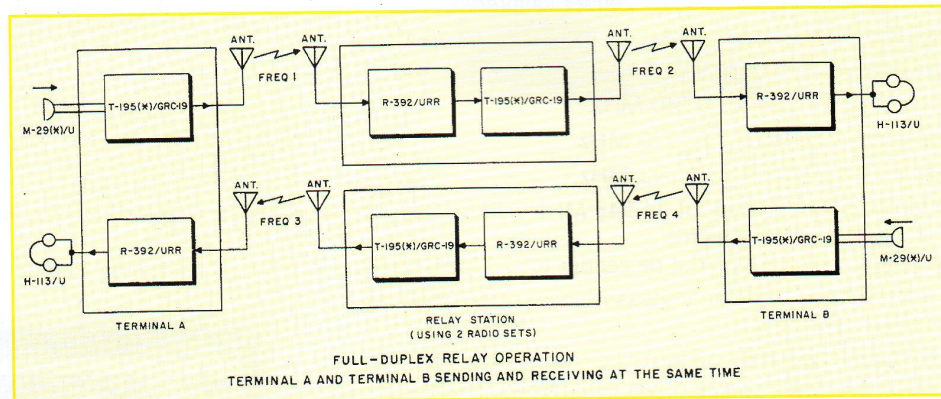 ANT. ANT. ANT. ANT.
FREQ 1 FREQ 2
T-195(*)/GRC-19 R-392/URR T-195(*)/GRC-19 R-392/URR
M-29(*)/U H-113/U
ANT. ANT. ANT. ANT.
FREQ 3 FREQ 4
R-392/URR T-195(*)/GRC-19 R-392/URR T-195(*)/GRC-19
H-113/U M-29(*)/U
TERMINAL A RELAY STATION TERMINAL B
(USING 2 RADIO SETS)
FULL-DUPLEX RELAY OPERATION
TERMINAL A AND TERMINAL B SENDING AND RECEIVING AT THE SAME TIME